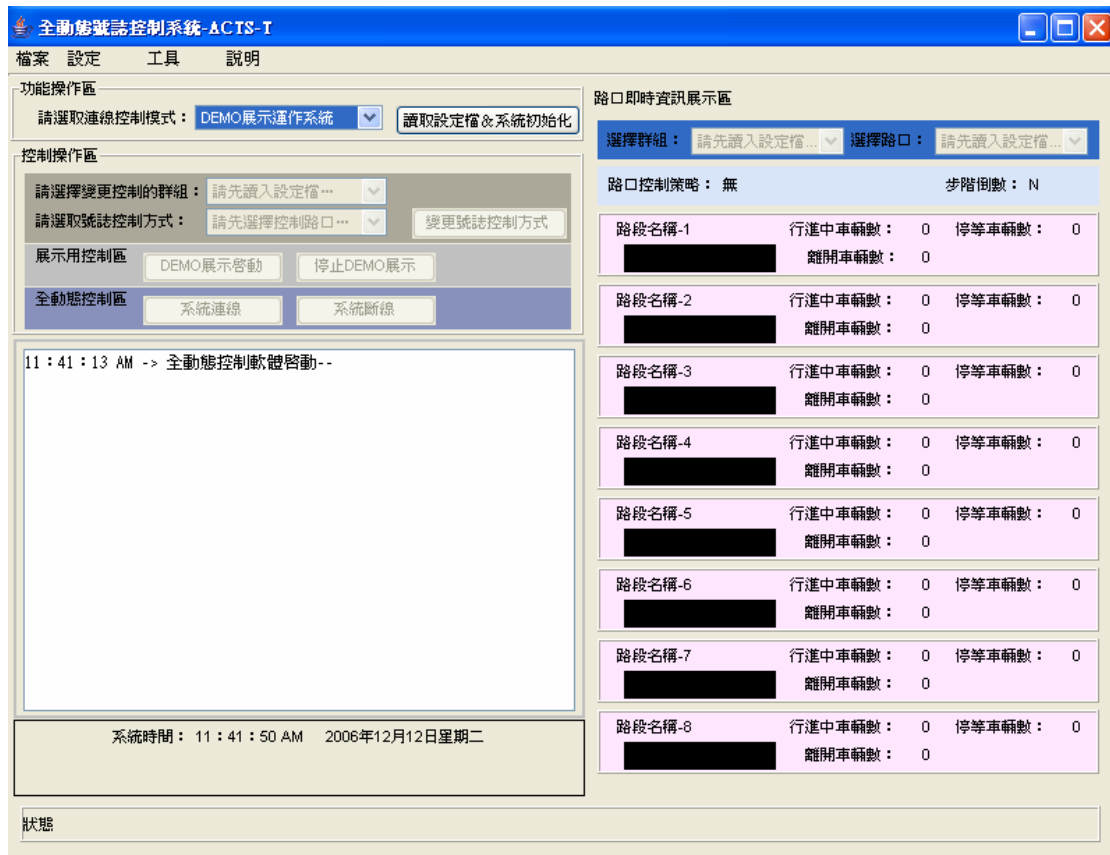 全動態號誌控制系統-ACTS-T
檔案 設定 工具 說明
功能操作區
請選取連線控制模式： DEMO展示運作系統 讀取設定檔&系統初始化
控制操作區
請選擇變更控制的群組： 請先讀入設定檔…
請選取號誌控制方式： 請先選擇控制路口… 變更號誌控制方式
展示用控制區 DEMO展示啓動 停止DEMO展示
全動態控制區 系統連線 系統斷線
11：41：13 AM -> 全動態控制軟體啓動--
系統時間： 11：41：50 AM 2006年12月12日星期二
路口即時資訊展示區
選擇群組： 請先讀入設定檔... 選擇路口： 請先讀入設定檔...
路口控制策略： 無 步階倒數： N
路段名稱-1 行進中車輛數： 0 停等車輛數： 0
離開車輛數： 0
路段名稱-2 行進中車輛數： 0 停等車輛數： 0
離開車輛數： 0
路段名稱-3 行進中車輛數： 0 停等車輛數： 0
離開車輛數： 0
路段名稱-4 行進中車輛數： 0 停等車輛數： 0
離開車輛數： 0
路段名稱-5 行進中車輛數： 0 停等車輛數： 0
離開車輛數： 0
路段名稱-6 行進中車輛數： 0 停等車輛數： 0
離開車輛數： 0
路段名稱-7 行進中車輛數： 0 停等車輛數： 0
離開車輛數： 0
路段名稱-8 行進中車輛數： 0 停等車輛數： 0
離開車輛數： 0
狀態